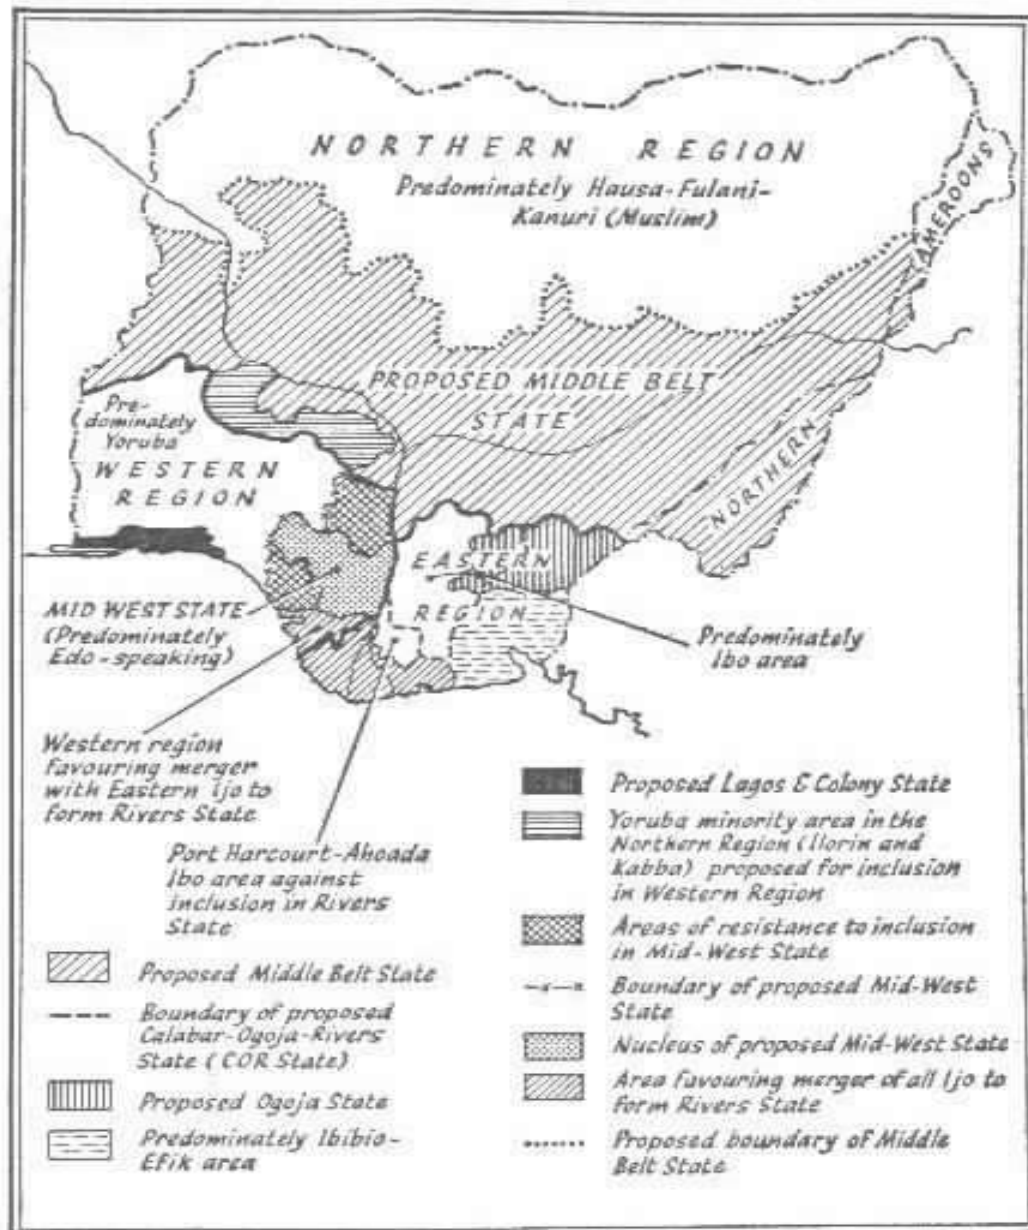 NORTHERN REGION
Predominately Hausa-Fulani-
Kanuri (Muslim)
AMEROONS
PROPOSED MIDDLE BELT
STATE
Pre-
dominately
Yoruba
WESTERN
REGION
NORTHERN
EASTERN
REGION
MID WEST STATE
(Predominately
Edo-speaking)
Predominately
Ibo area
Western region
favouring merger
with Eastern Ijo to
form Rivers State
Port Harcourt-Ahoada
Ibo area against
inclusion in Rivers
State
Proposed Middle Belt State
Boundary of proposed
Calabar-Ogoja-Rivers
State (COR State)
Proposed Ogoja State
Predominately Ibibio-
Efik area
Proposed Lagos & Colony State
Yoruba minority area in the
Northern Region (Ilorin and
Kabba) proposed for inclusion
in Western Region
Areas of resistance to inclusion
in Mid-West State
Boundary of proposed Mid-West
State
Nucleus of proposed Mid-West State
Area favouring merger of all Ijo to
form Rivers State
Proposed boundary of Middle
Belt State